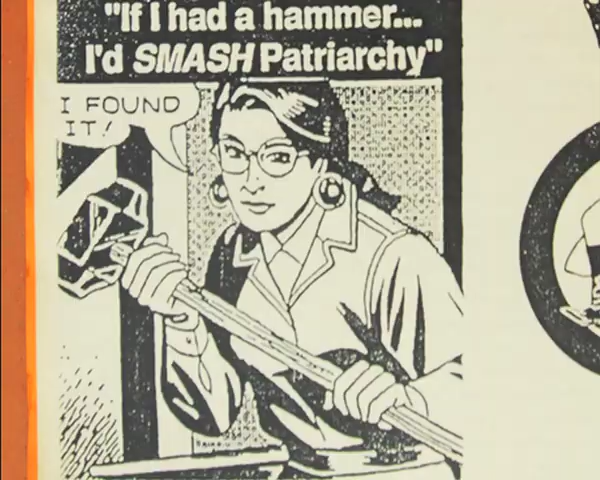 "If I had a hammer...
I'd SMASH Patriarchy"
I FOUND
IT!